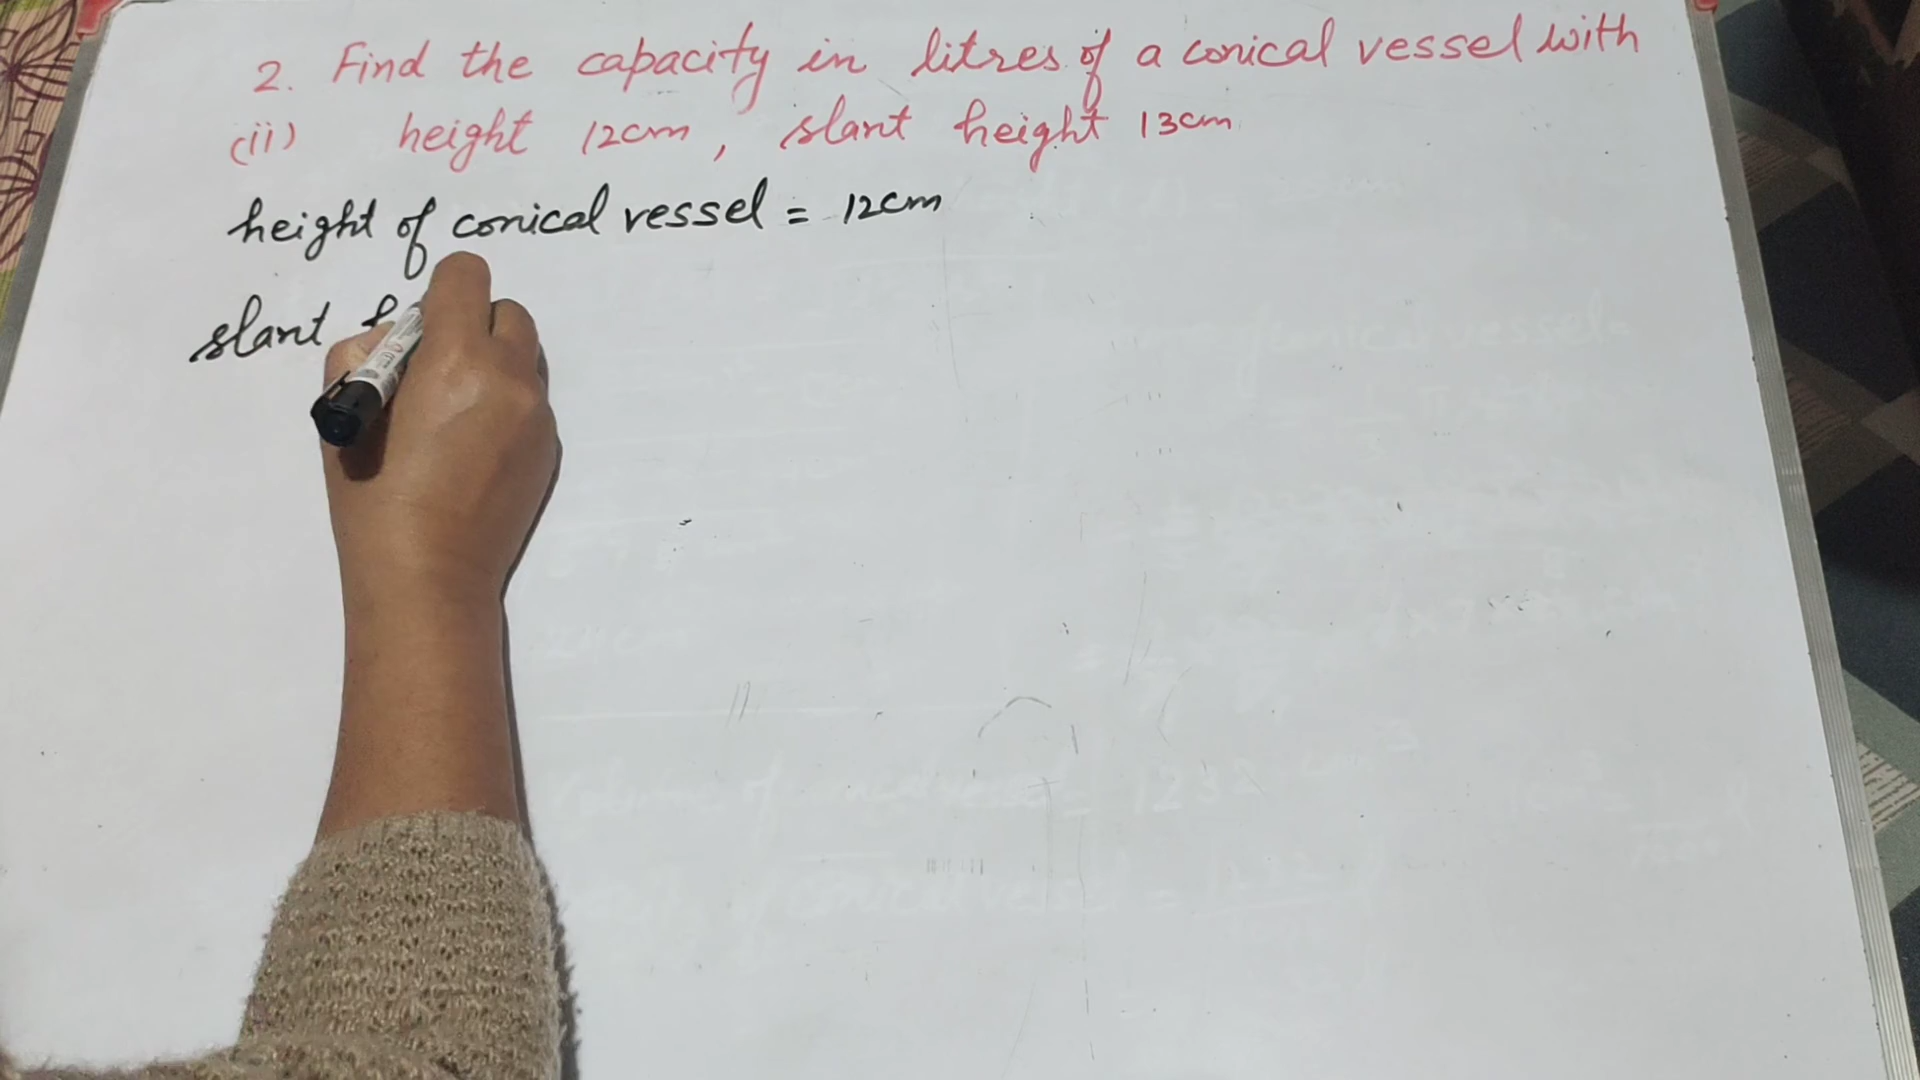 2. Find the capacity in litres of a conical vessel with
(ii) height 12cm, slant height 13cm
height of conical vessel = 12cm
slant